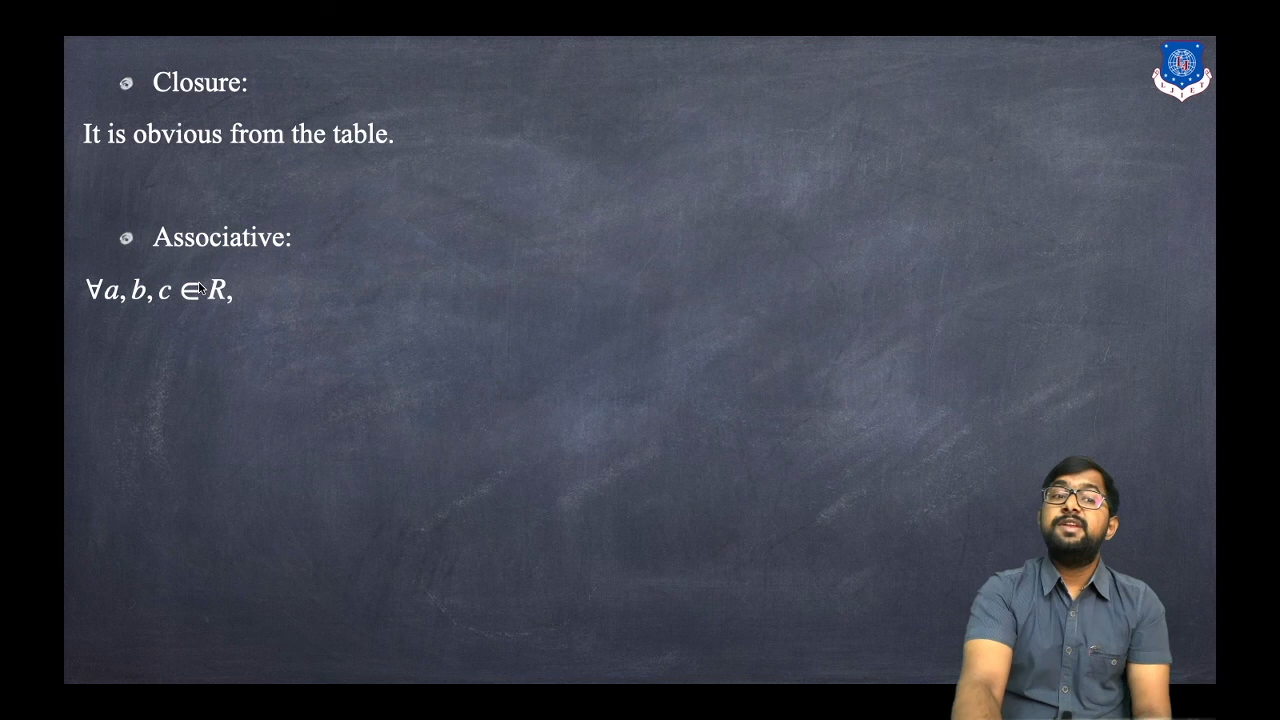 Closure:
It is obvious from the table.
Associative:
∀a, b, c ∈ R,